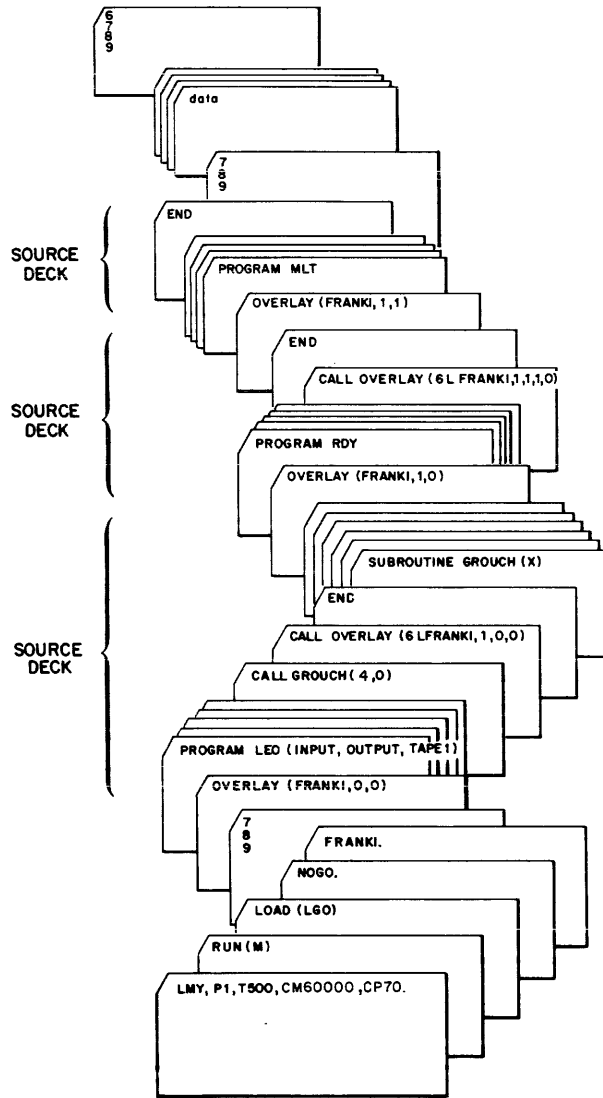 6
7
8
9
data
7
8
9
END
SOURCE
DECK
PROGRAM MLT
OVERLAY (FRANKI,1,1)
END
CALL OVERLAY (6L FRANKI,1,1,1,0)
SOURCE
DECK
PROGRAM RDY
OVERLAY (FRANKI,1,0)
SUBROUTINE GROUCH (X)
END
CALL OVERLAY (6LFRANKI,1,0,0)
SOURCE
DECK
CALL GROUCH (4,0)
PROGRAM LEO (INPUT, OUTPUT, TAPE1)
OVERLAY (FRANKI,0,0)
7
8
9
FRANKI.
NOGO.
LOAD (LGO)
RUN (M)
LMY, P1, T500, CM60000, CP70.